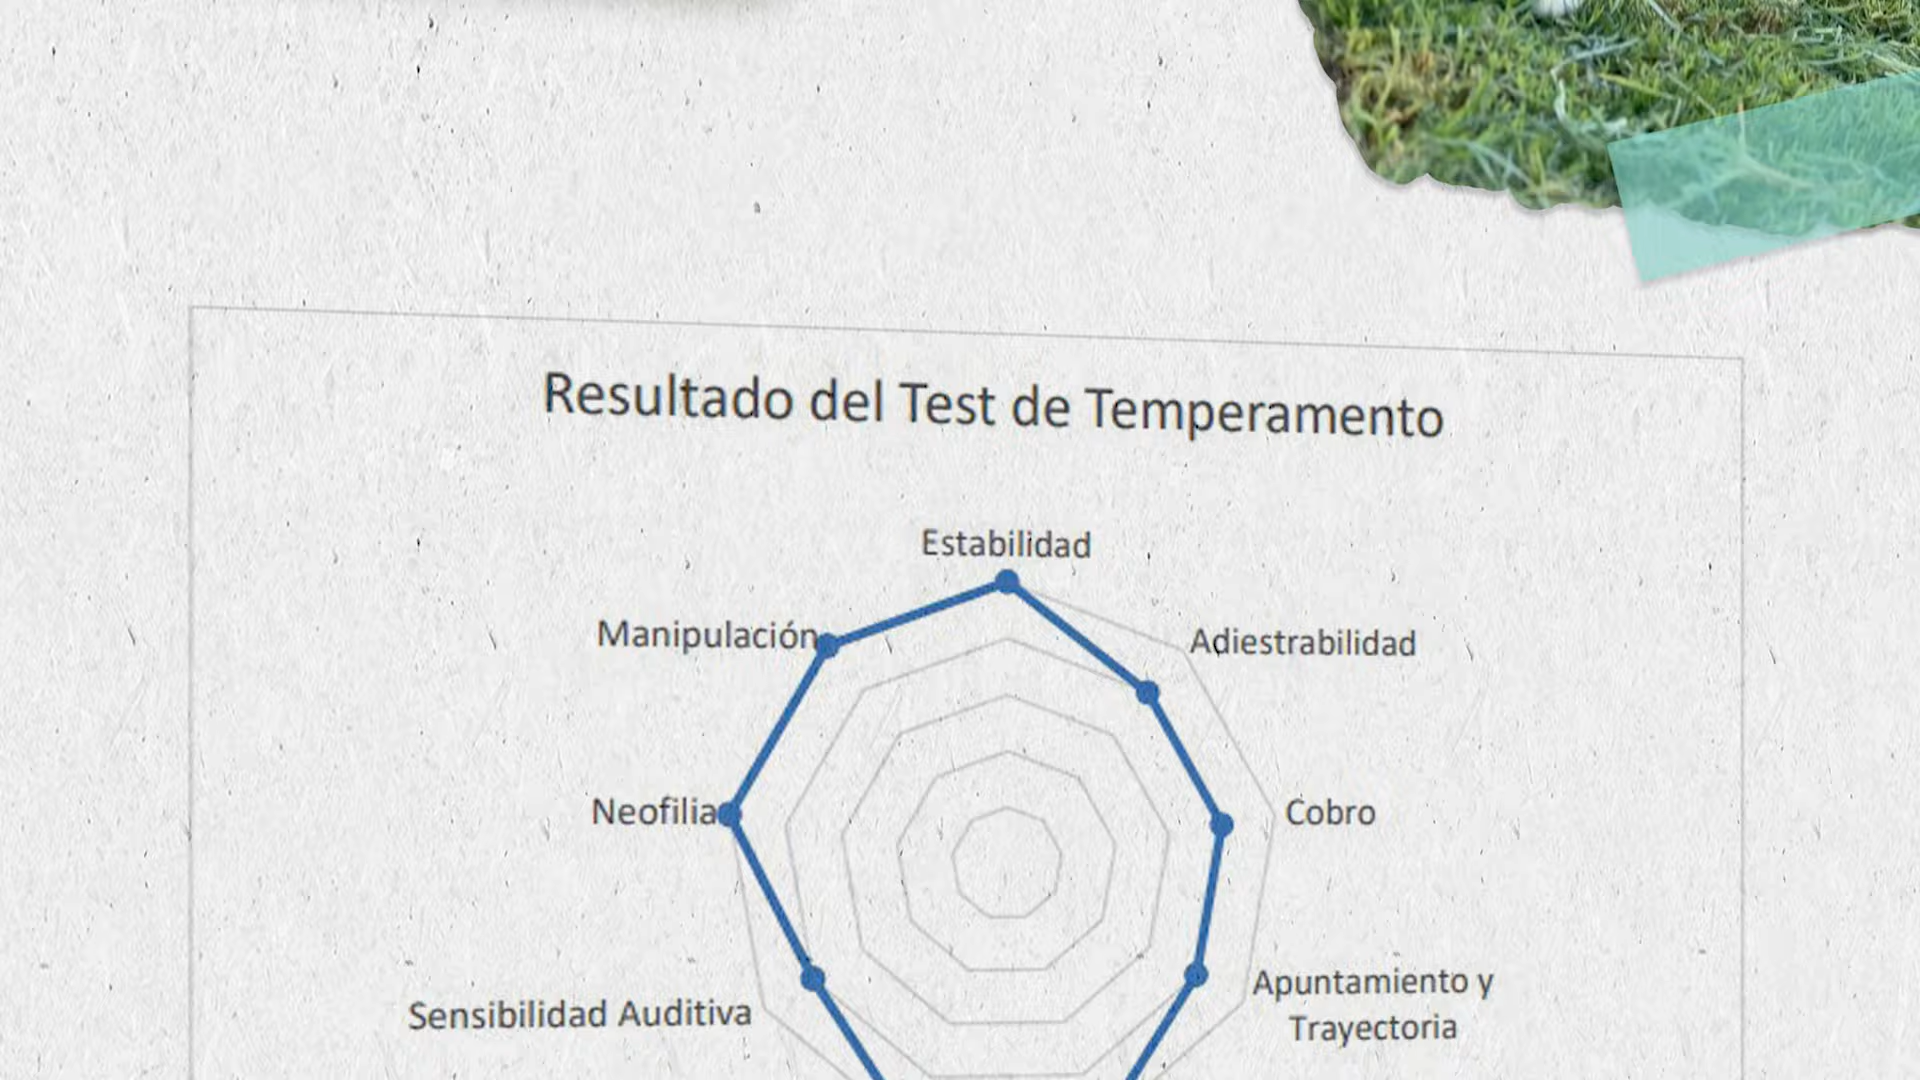 Resultado del Test de Temperamento
Estabilidad
Manipulación
Adiestrabilidad
Neofilia
Cobro
Sensibilidad Auditiva
Apuntamiento y
Trayectoria